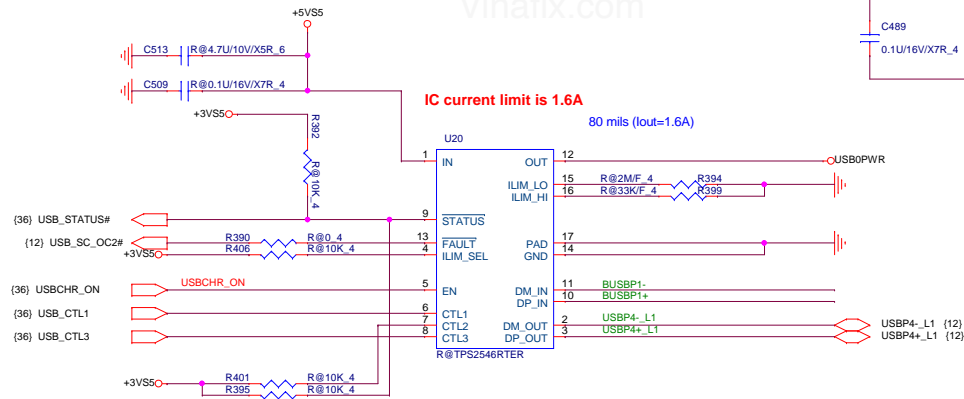 vinafix.com
+5VS5
C513 R@4.7U/10V/X5R_6
C509 R@0.1U/16V/X7R_4
C489
0.1U/16V/X7R_4
IC current limit is 1.6A
+3VS5
R392
R@10K_4
80 mils (Iout=1.6A)
U20
1 IN OUT 12 USB0PWR
ILIM_LO 15 R@2M/F_4 R394
ILIM_HI 16 R@33K/F_4 R399
{36} USB_STATUS# 9 STATUS
{12} USB_SC_OC2# R390 R@0_4 13 FAULT PAD 17
+3VS5 R406 R@10K_4 4 ILIM_SEL GND 14
{36} USBCHR_ON USBCHR_ON 5 EN DM_IN 11 BUSBP1-
DP_IN 10 BUSBP1+
{36} USB_CTL1 6 CTL1
7 CTL2 DM_OUT 2 USBP4-_L1 USBP4-_L1 {12}
{36} USB_CTL3 8 CTL3 DP_OUT 3 USBP4+_L1 USBP4+_L1 {12}
R@TPS2546RTER
+3VS5 R401 R@10K_4
R395 R@10K_4